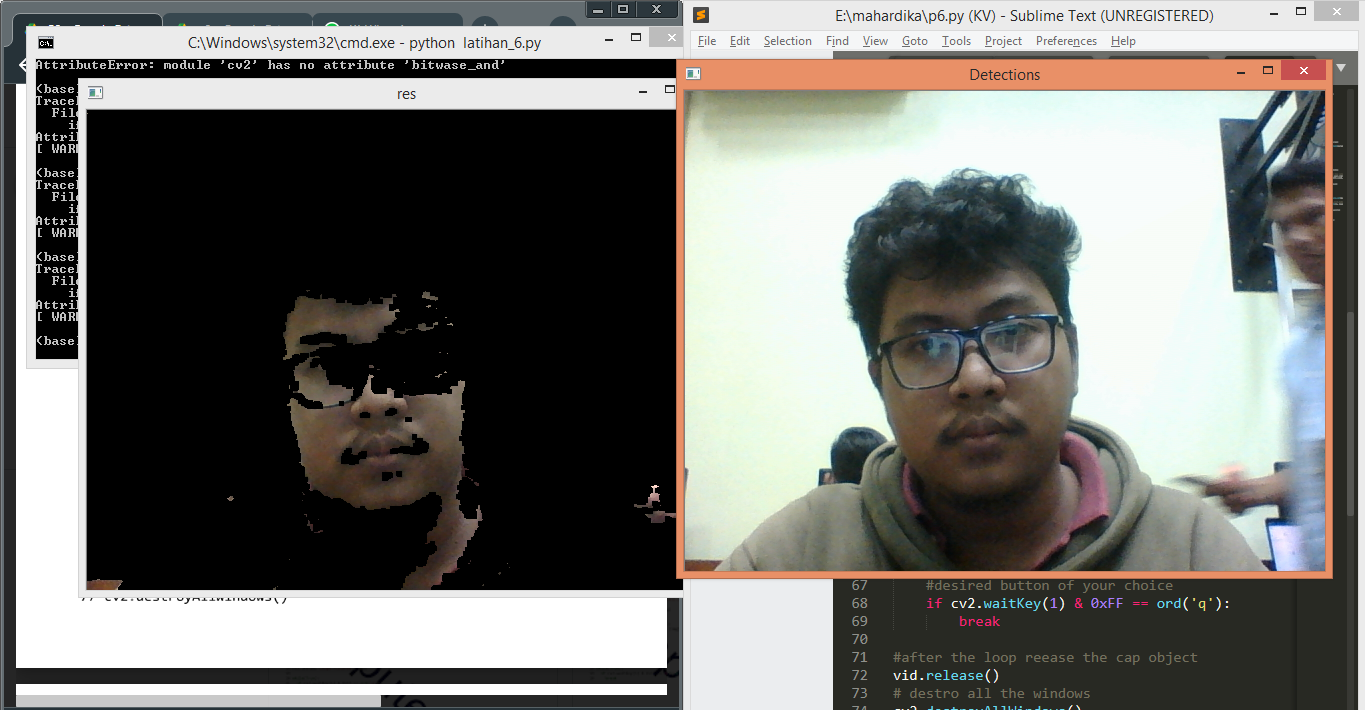 C:\Windows\system32\cmd.exe - python latihan_6.py
AttributeError: module 'cv2' has no attribute 'bitwase_and'
(base)
Trace
File
Attri
[ WAR
(base)
Trace
File
Attri
[ WAR
(base)
Trace
File
Attri
[ WAR
(base)
res
// cv2.destroyAllWindows()
E:\mahardika\p6.py (KV) - Sublime Text (UNREGISTERED)
File Edit Selection Find View Goto Tools Project Preferences Help
Detections
67 #desired button of your choice
68 if cv2.waitKey(1) & 0xFF == ord('q'):
69 break
70
71 #after the loop reease the cap object
72 vid.release()
73 # destro all the windows
74 cv2.destroyAllWindows()